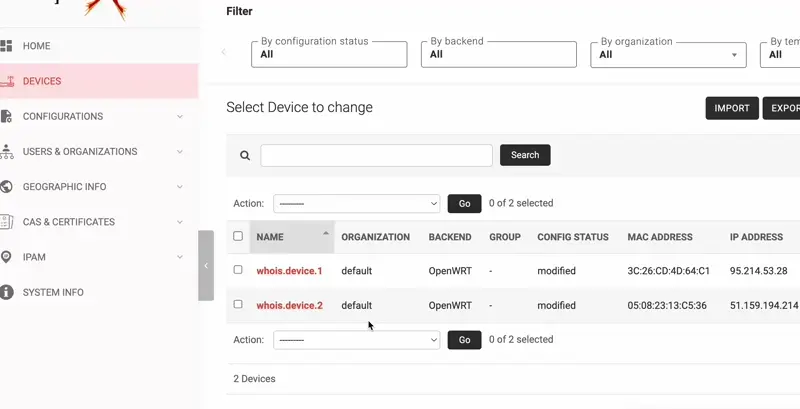 Filter
HOME
By configuration status
All
By backend
All
By organization
All
All
DEVICES
Select Device to change
IMPORT
CONFIGURATIONS
USERS & ORGANIZATIONS
Search
GEOGRAPHIC INFO
Action: --------- Go 0 of 2 selected
CAS & CERTIFICATES
NAME ORGANIZATION BACKEND GROUP CONFIG STATUS MAC ADDRESS IP ADDRESS
IPAM
whois.device.1 default OpenWRT - modified 3C:26:CD:4D:64:C1 95.214.53.28
SYSTEM INFO
whois.device.2 default OpenWRT - modified 05:08:23:13:C5:36 51.159.194.214
Action: --------- Go 0 of 2 selected
2 Devices